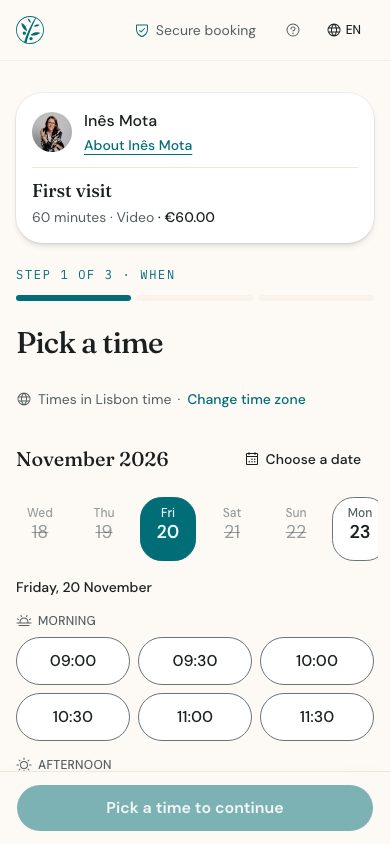 Secure booking
EN
Inês Mota
About Inês Mota
First visit
60 minutes · Video · €60.00
STEP 1 OF 3 · WHEN
Pick a time
Times in Lisbon time · Change time zone
November 2026
Choose a date
Wed Thu Fri Sat Sun Mon
18 19 20 21 22 23
Friday, 20 November
MORNING
09:00 09:30 10:00
10:30 11:00 11:30
AFTERNOON
Pick a time to continue